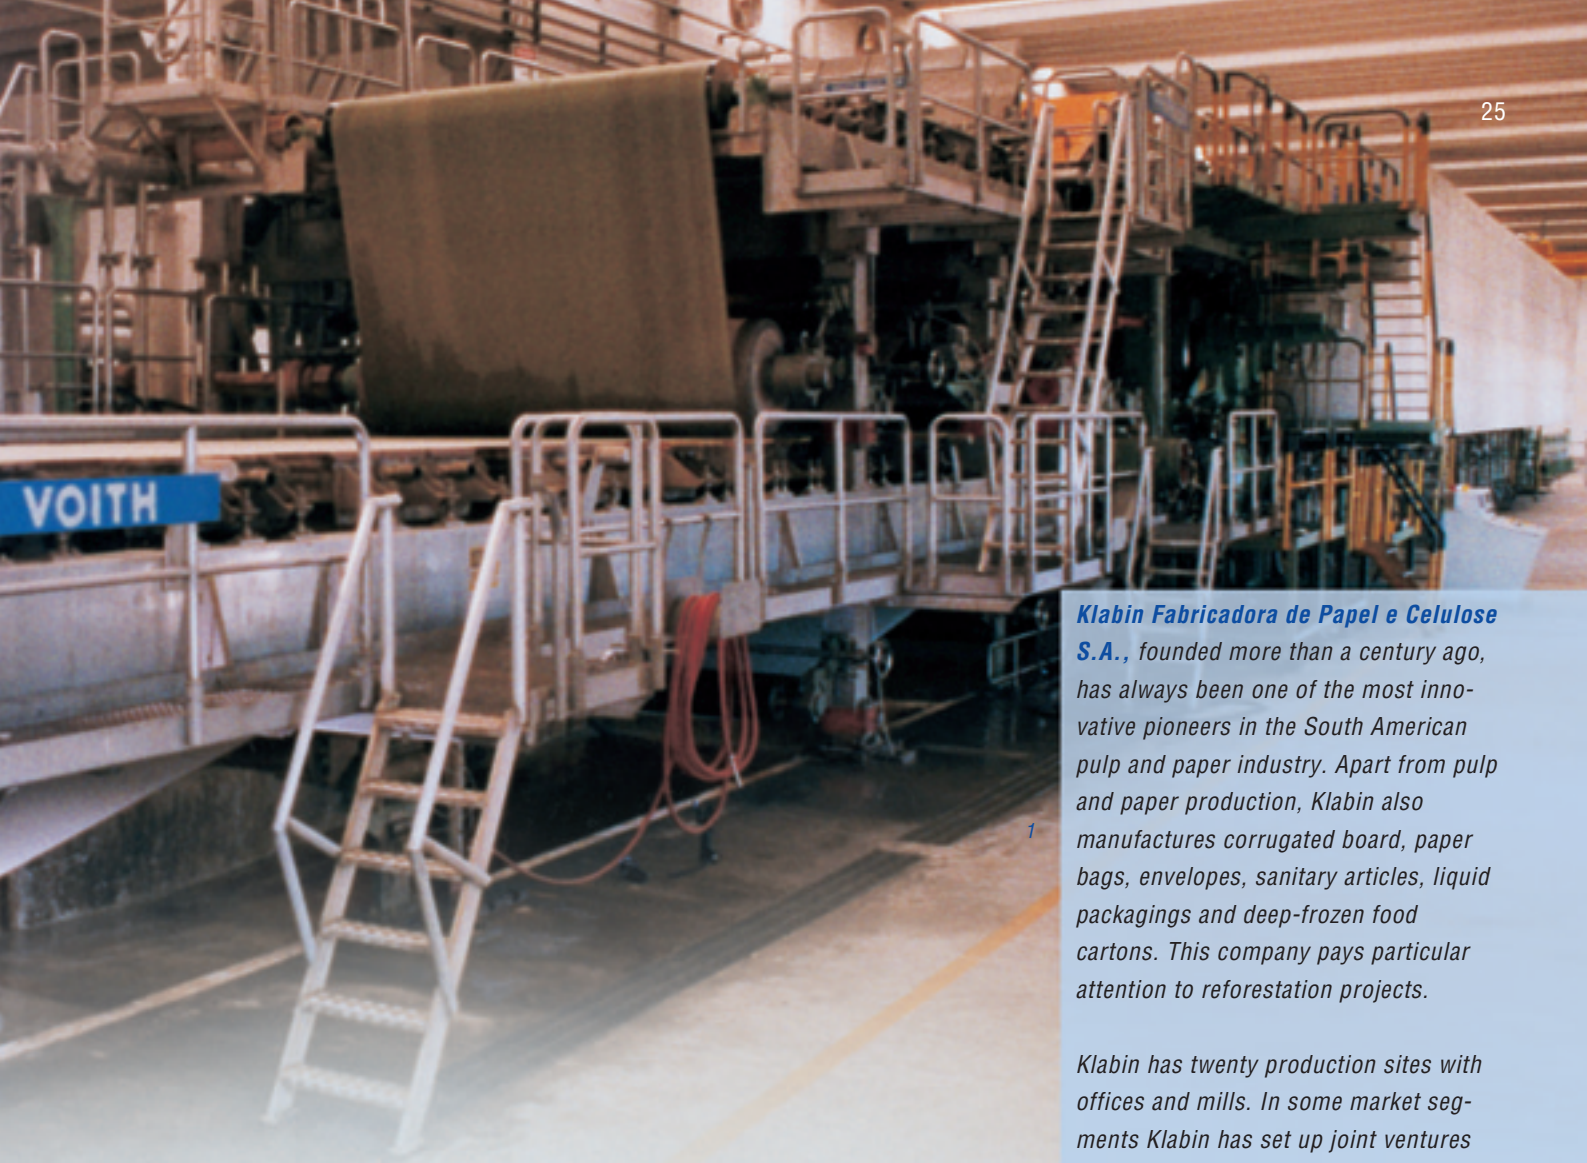 25
VOITH
Klabin Fabricadora de Papel e Celulose
S.A., founded more than a century ago,
has always been one of the most inno-
vative pioneers in the South American
pulp and paper industry. Apart from pulp
and paper production, Klabin also
manufactures corrugated board, paper
bags, envelopes, sanitary articles, liquid
packagings and deep-frozen food
cartons. This company pays particular
attention to reforestation projects.
1
Klabin has twenty production sites with
offices and mills. In some market seg-
ments Klabin has set up joint ventures